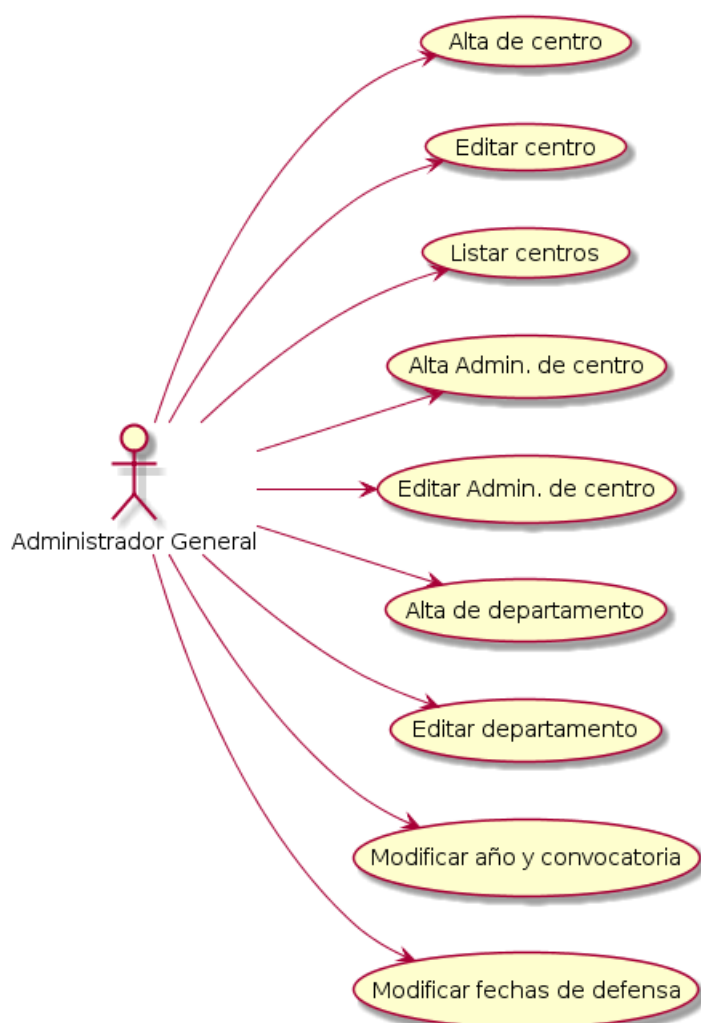 Alta de centro
Editar centro
Listar centros
Alta Admin. de centro
Editar Admin. de centro
Administrador General
Alta de departamento
Editar departamento
Modificar año y convocatoria
Modificar fechas de defensa